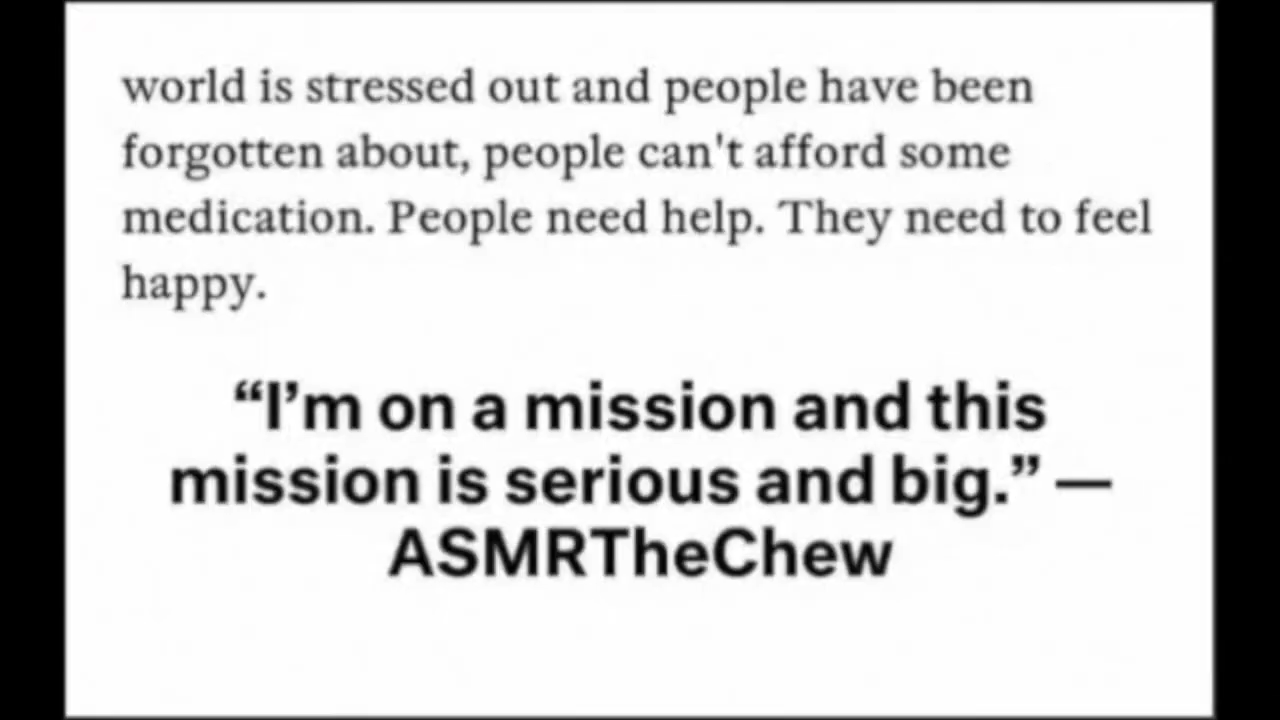 world is stressed out and people have been
forgotten about, people can't afford some
medication. People need help. They need to feel
happy.
“I’m on a mission and this
mission is serious and big.” —
ASMRTheChew